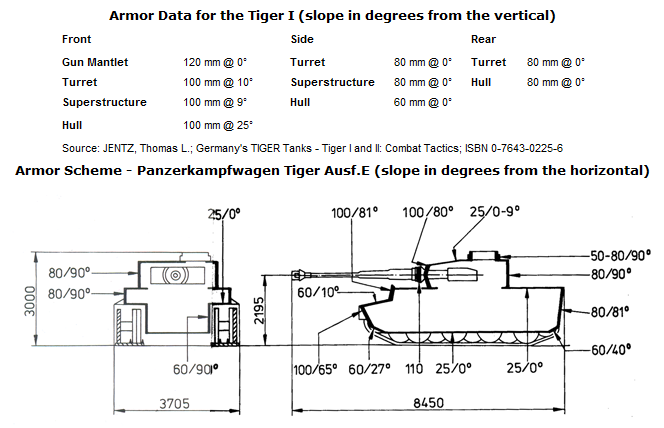 Armor Data for the Tiger I (slope in degrees from the vertical)
Front Side Rear
Gun Mantlet 120 mm @ 0° Turret 80 mm @ 0° Turret 80 mm @ 0°
Turret 100 mm @ 10° Superstructure 80 mm @ 0° Hull 80 mm @ 0°
Superstructure 100 mm @ 9° Hull 60 mm @ 0°
Hull 100 mm @ 25°
Source: JENTZ, Thomas L.; Germany's TIGER Tanks - Tiger I and II: Combat Tactics; ISBN 0-7643-0225-6
Armor Scheme - Panzerkampfwagen Tiger Ausf.E (slope in degrees from the horizontal)
25/0° 100/81° 100/80° 25/0-9°
50-80/90°
80/90° 80/90°
80/90° 60/10°
3000 2195
80/81°
60/40°
60/90° 100/65° 60/27° 110 25/0° 25/0°
3705 8450